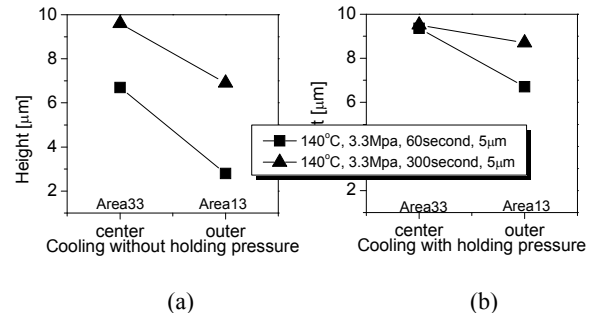 10
8
6
4
2
Height [μm]
Area33
Area13
center
outer
Cooling without holding pressure
(a)
10
8
6
2
t [μm]
140°C, 3.3Mpa, 60second, 5μm
140°C, 3.3Mpa, 300second, 5μm
Area33
Area13
center
outer
Cooling with holding pressure
(b)